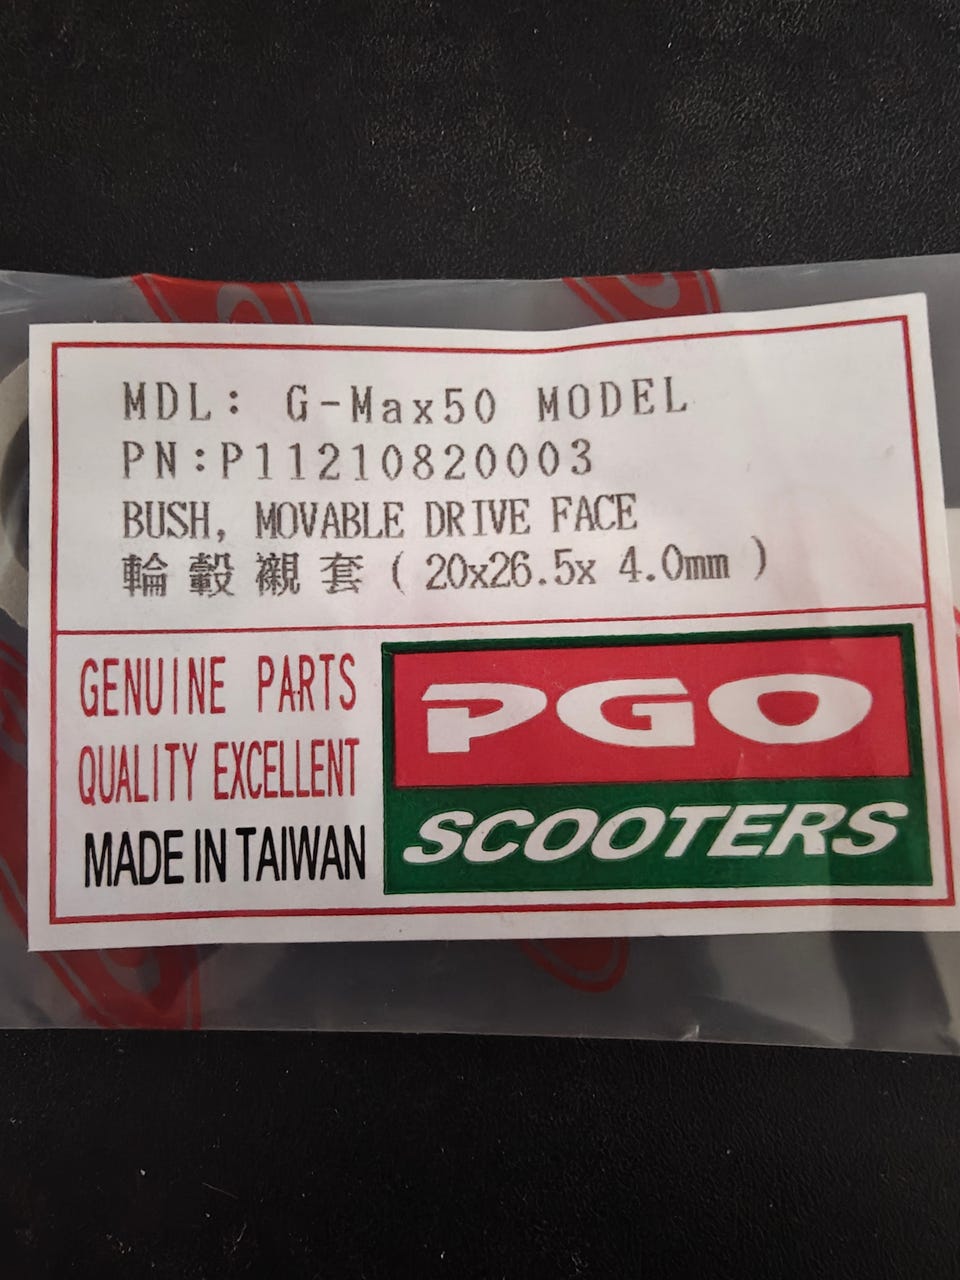 MDL: G-Max50 MODEL
PN:P11210820003
BUSH, MOVABLE DRIVE FACE
輪轂襯套(20x26.5x 4.0mm)
GENUINE PARTS
QUALITY EXCELLENT
MADE IN TAIWAN
PGO
SCOOTERS